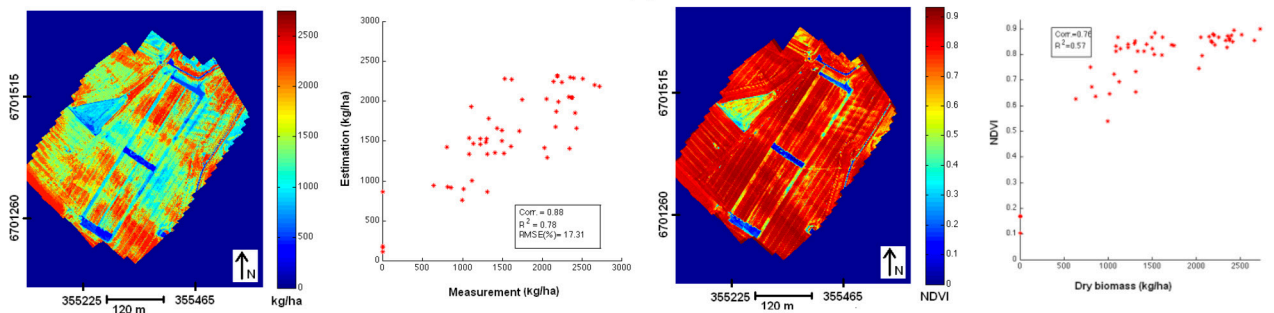 6701515
6701260
355225
355465
120 m
N
2500
2000
1500
1000
500
0
kg/ha
Estimation (kg/ha)
3000
2500
2000
1500
1000
500
0
0 500 1000 1500 2000 2500 3000
Measurement (kg/ha)
Corr. = 0.88
R² = 0.78
RMSE(%)= 17.31
6701515
6701260
355225
355465
120 m
N
0.9
0.8
0.7
0.6
0.5
0.4
0.3
0.2
0.1
0
NDVI
NDVI
0.9
0.8
0.7
0.6
0.5
0.4
0.3
0.2
0.1
0 500 1000 1500 2000 2500
Dry biomass (kg/ha)
Corr.=0.76
R²=0.57